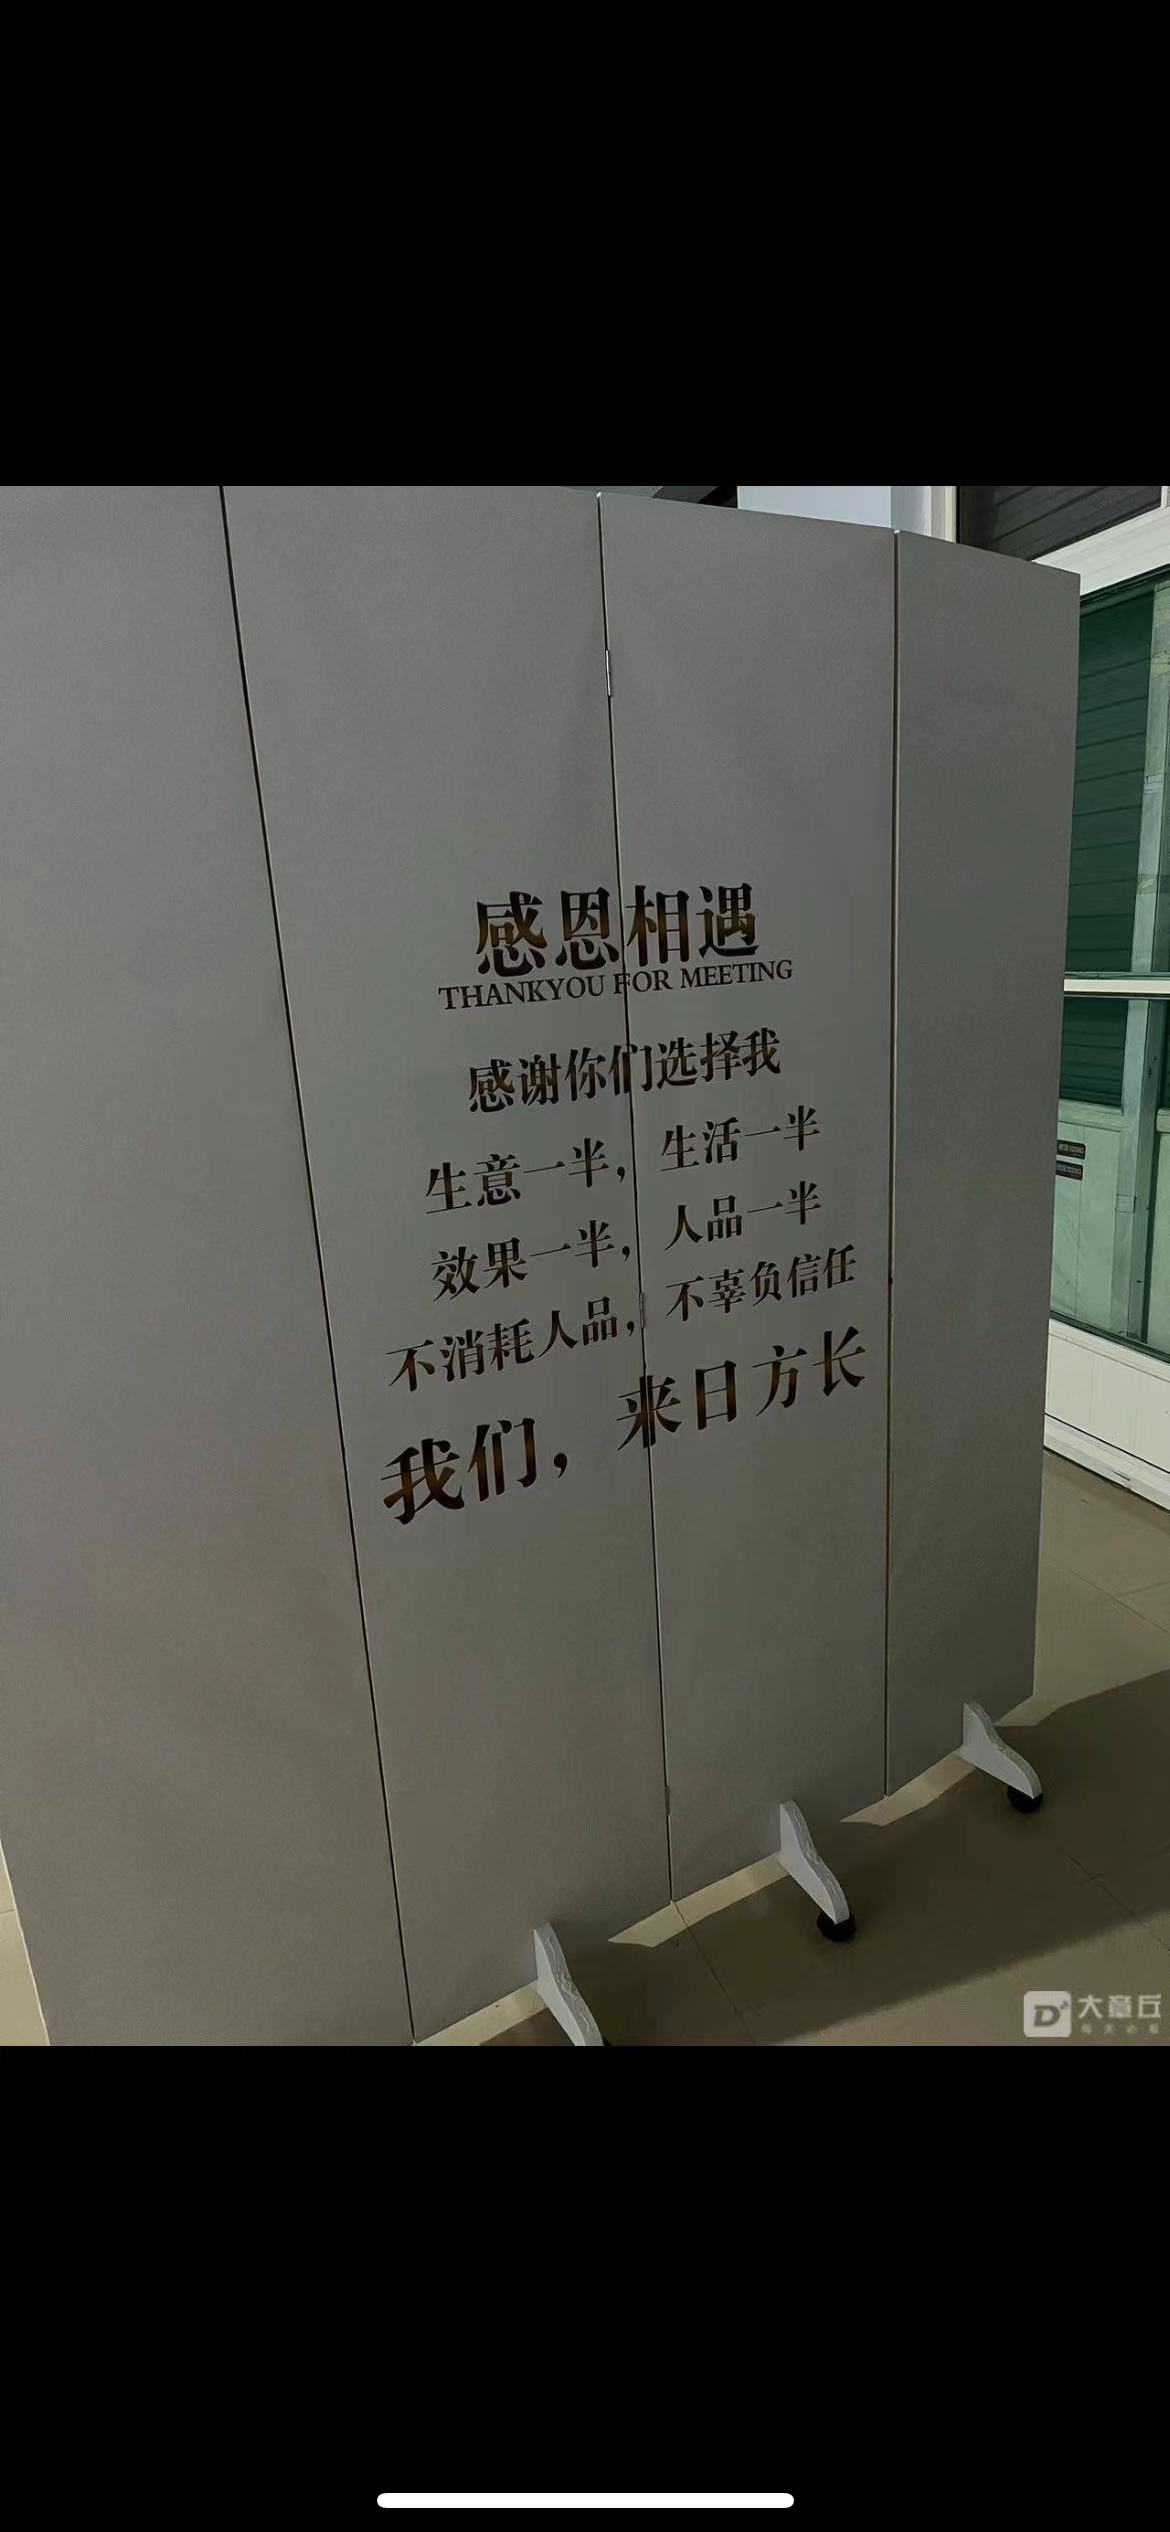 感恩相遇
THANKYOU FOR MEETING
感谢你们选择我
生意一半，生活一半
效果一半，人品一半
不消耗人品，不辜负信任
我们，来日方长
大章丘